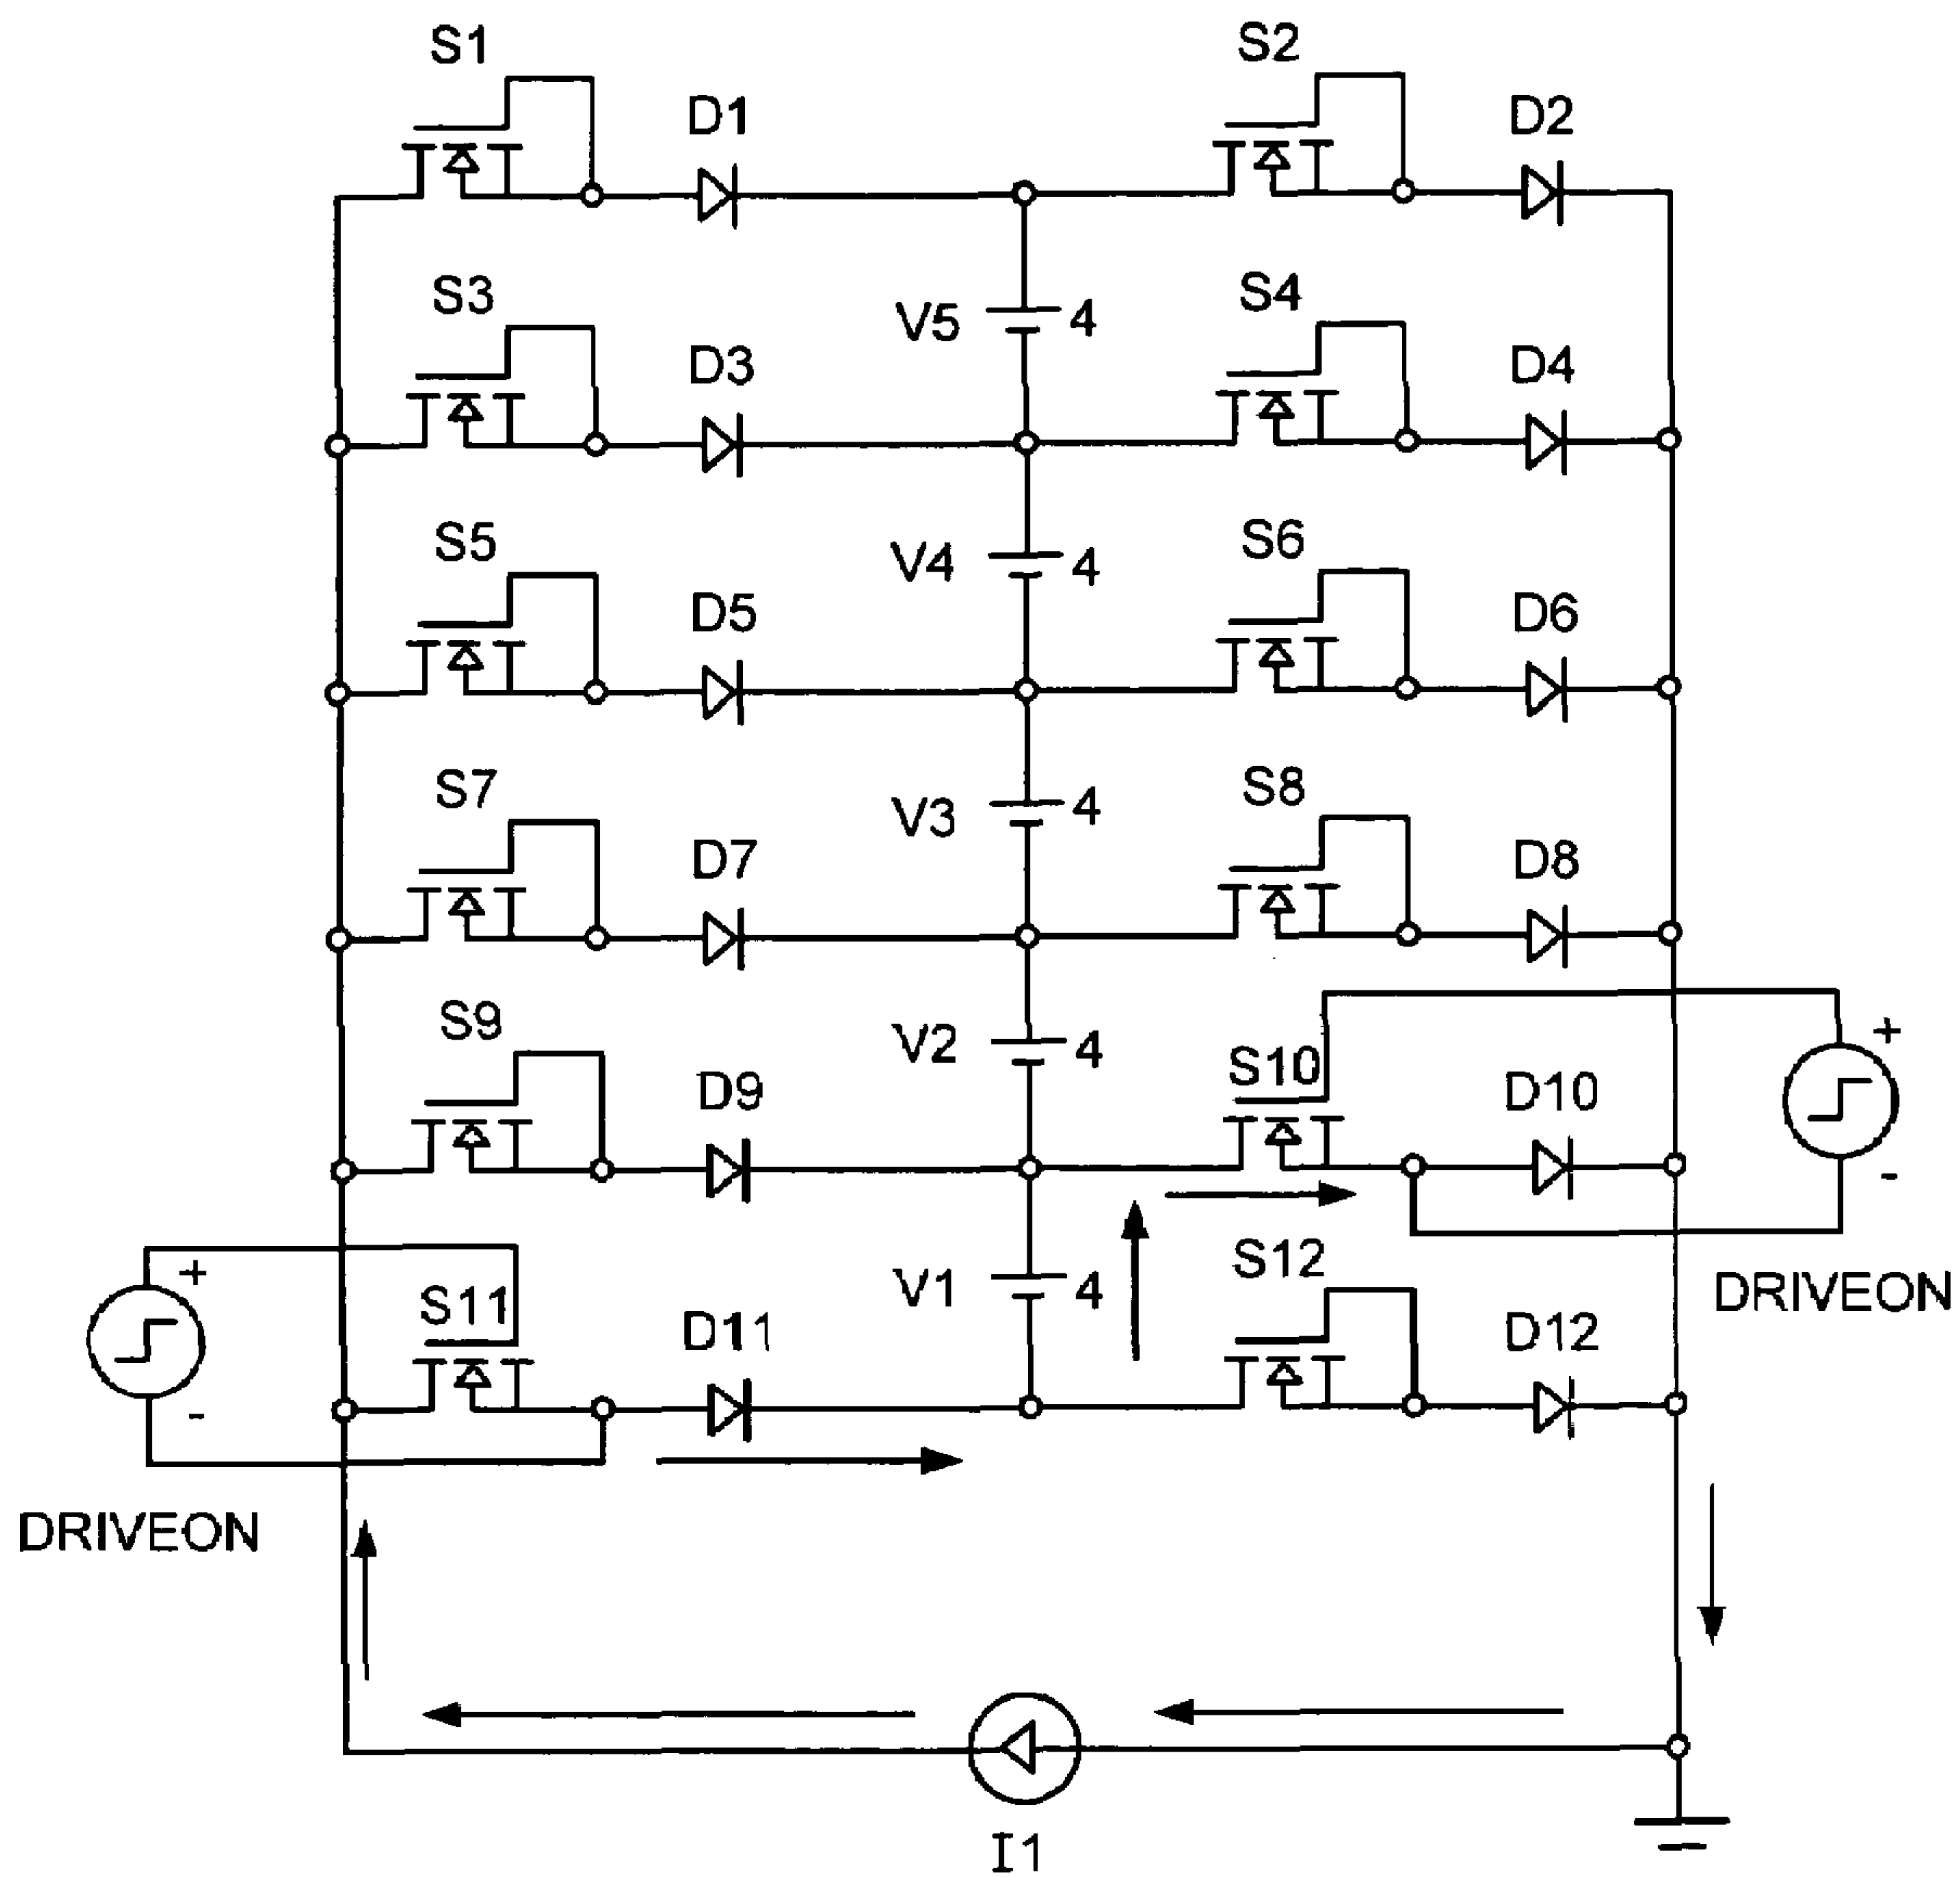 S1
S2
D1
D2
S3
S4
V5
4
D3
D4
S5
S6
V4
4
D5
D6
S7
S8
V3
4
D7
D8
S9
V2
4
+
S10
D9
D10
-
S12
+
V1
4
DRIVEON
S11
D11
D12
-
DRIVEON
I1